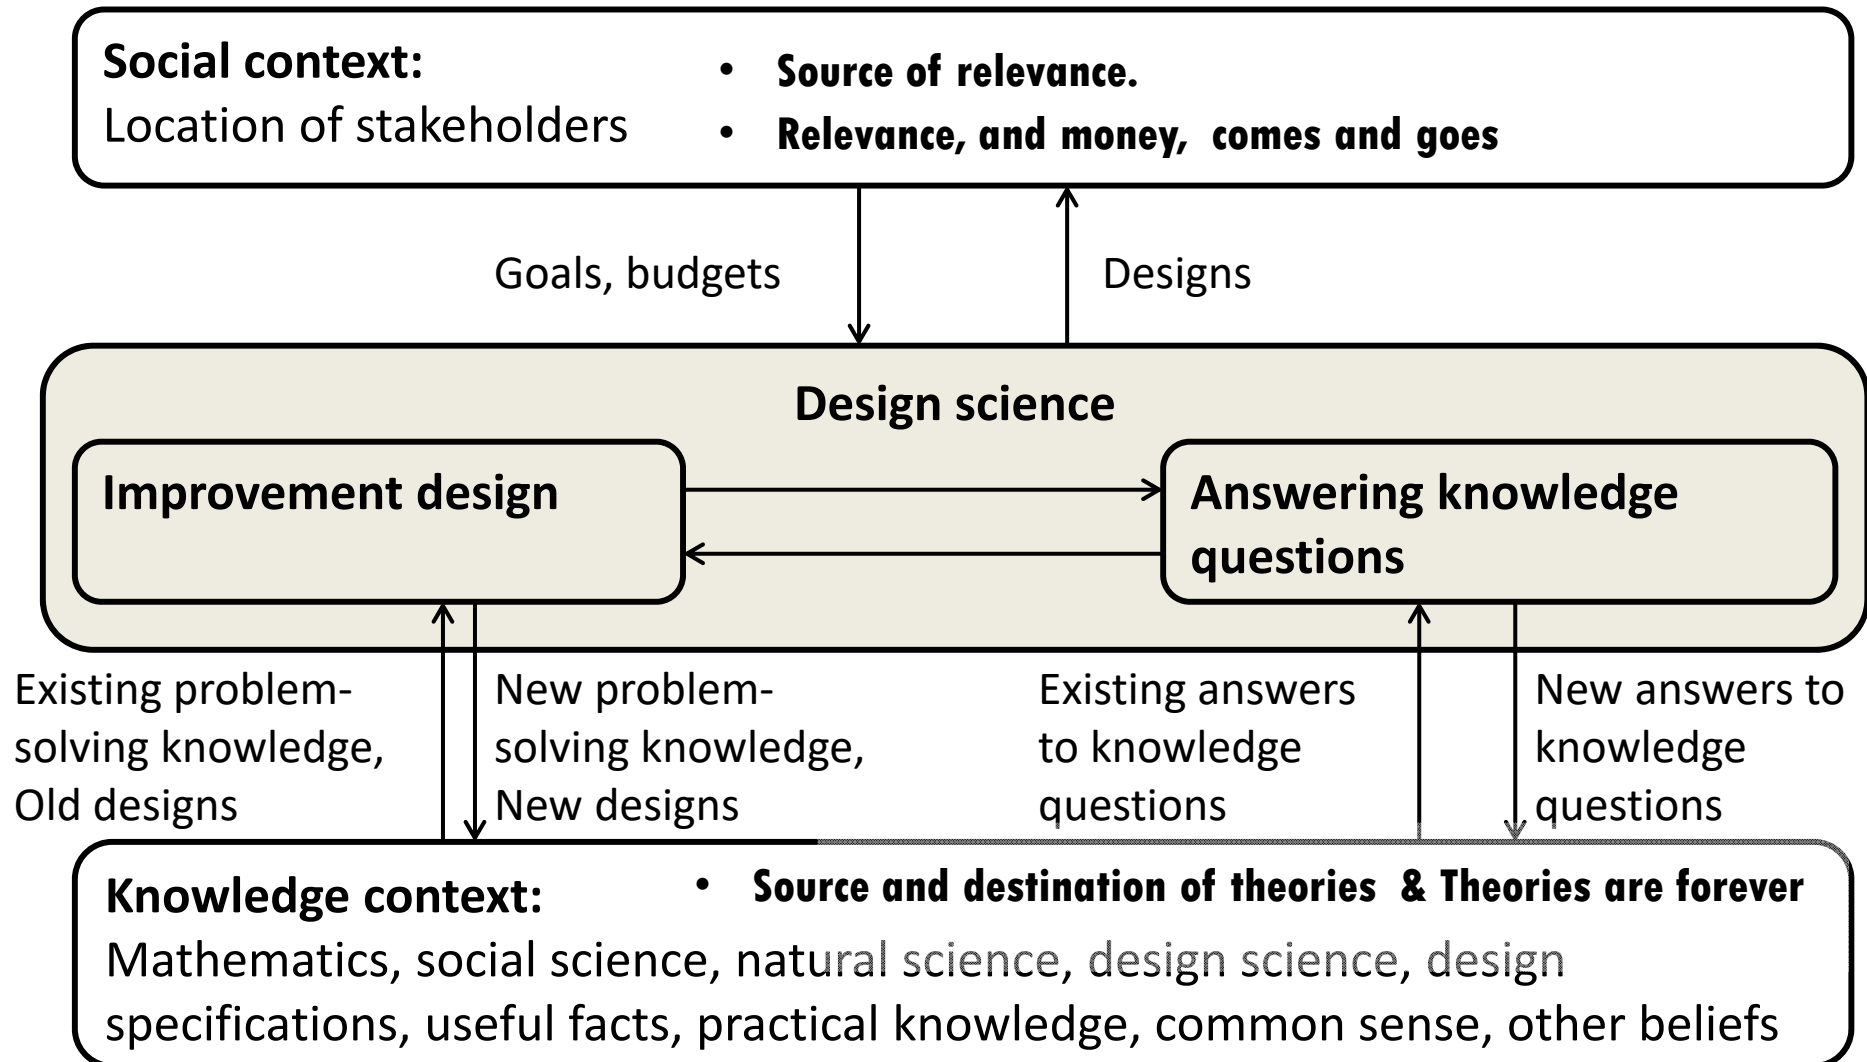 Social context:
Location of stakeholders
• Source of relevance.
• Relevance, and money, comes and goes
Goals, budgets
Designs
Design science
Improvement design
Answering knowledge
questions
Existing problem-
solving knowledge,
Old designs
New problem-
solving knowledge,
New designs
Existing answers
to knowledge
questions
New answers to
knowledge
questions
Knowledge context:
• Source and destination of theories & Theories are forever
Mathematics, social science, natural science, design science, design
specifications, useful facts, practical knowledge, common sense, other beliefs